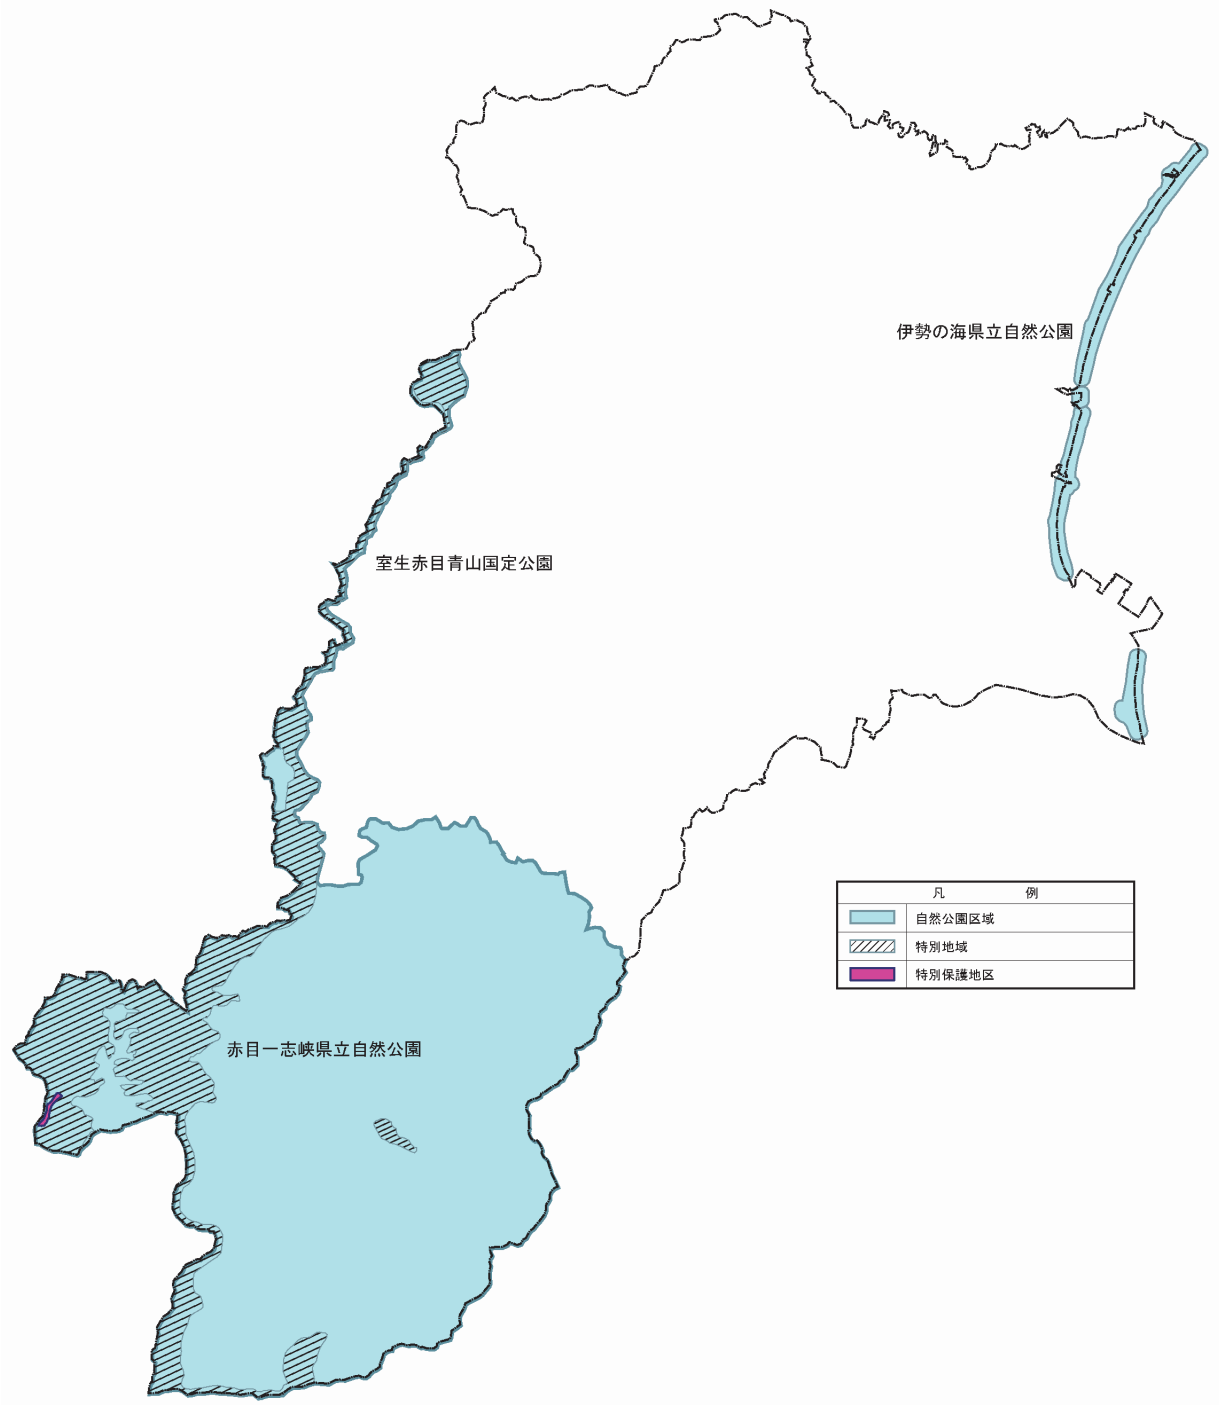 伊勢の海県立自然公園
室生赤目青山国定公園
凡 例
自然公園区域
特別地域
特別保護地区
赤目一志峡県立自然公園